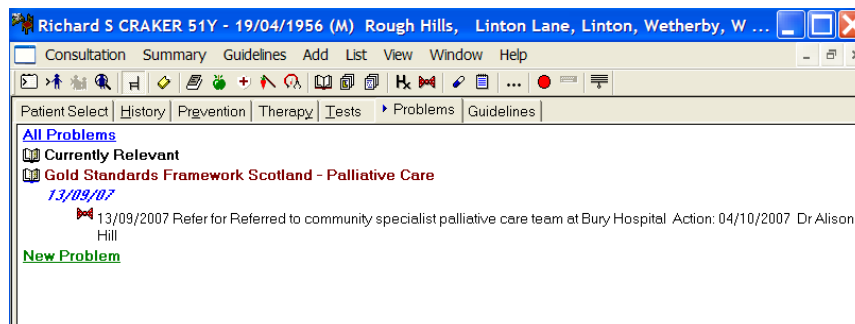 Richard S CRAKER 51Y - 19/04/1956 (M) Rough Hills, Linton Lane, Linton, Wetherby, W ...
Consultation Summary Guidelines Add List View Window Help
Hx ...
Patient Select History Prevention Therapy Tests Problems Guidelines
All Problems
Currently Relevant
Gold Standards Framework Scotland - Palliative Care
13/09/07
13/09/2007 Refer for Referred to community specialist palliative care team at Bury Hospital Action: 04/10/2007 Dr Alison
Hill
New Problem